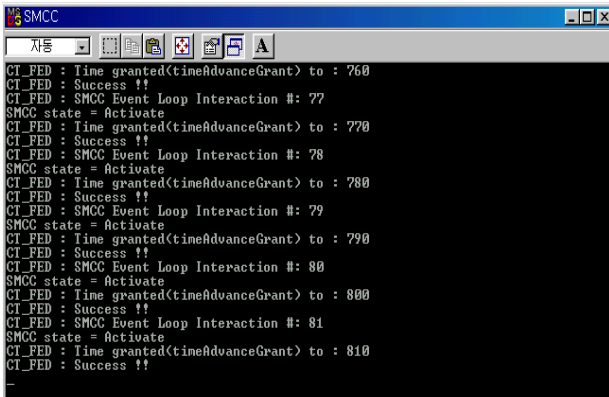 SMCC
자동
A
CT_FED : Time granted(timeAdvanceGrant) to : 760
CT_FED : Success !!
CT_FED : SMCC Event Loop Interaction #: 77
SMCC state = Activate
CT_FED : Time granted(timeAdvanceGrant) to : 770
CT_FED : Success !!
CT_FED : SMCC Event Loop Interaction #: 78
SMCC state = Activate
CT_FED : Time granted(timeAdvanceGrant) to : 780
CT_FED : Success !!
CT_FED : SMCC Event Loop Interaction #: 79
SMCC state = Activate
CT_FED : Time granted(timeAdvanceGrant) to : 790
CT_FED : Success !!
CT_FED : SMCC Event Loop Interaction #: 80
SMCC state = Activate
CT_FED : Time granted(timeAdvanceGrant) to : 800
CT_FED : Success !!
CT_FED : SMCC Event Loop Interaction #: 81
SMCC state = Activate
CT_FED : Time granted(timeAdvanceGrant) to : 810
CT_FED : Success !!